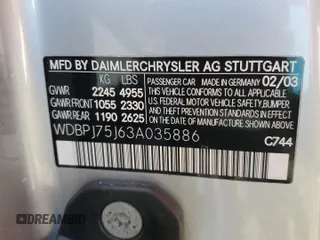 MFD BY DAIMLERCHRYSLER AG STUTTGART
KG LBS MADE IN GERMANY 02/03
GVWR 2245 4955
GAWR FRONT 1055 2330
GAWR REAR 1190 2625
THIS VEHICLE CONFORMS TO ALL APPLICABLE
U.S. FEDERAL MOTOR VEHICLE SAFETY, BUMPER,
AND THEFT PREVENTION STANDARDS IN EFFECT
ON THE DATE OF MANUFACTURE SHOWN ABOVE.
WDBPJ75J63A035886
C744
DREAMBID